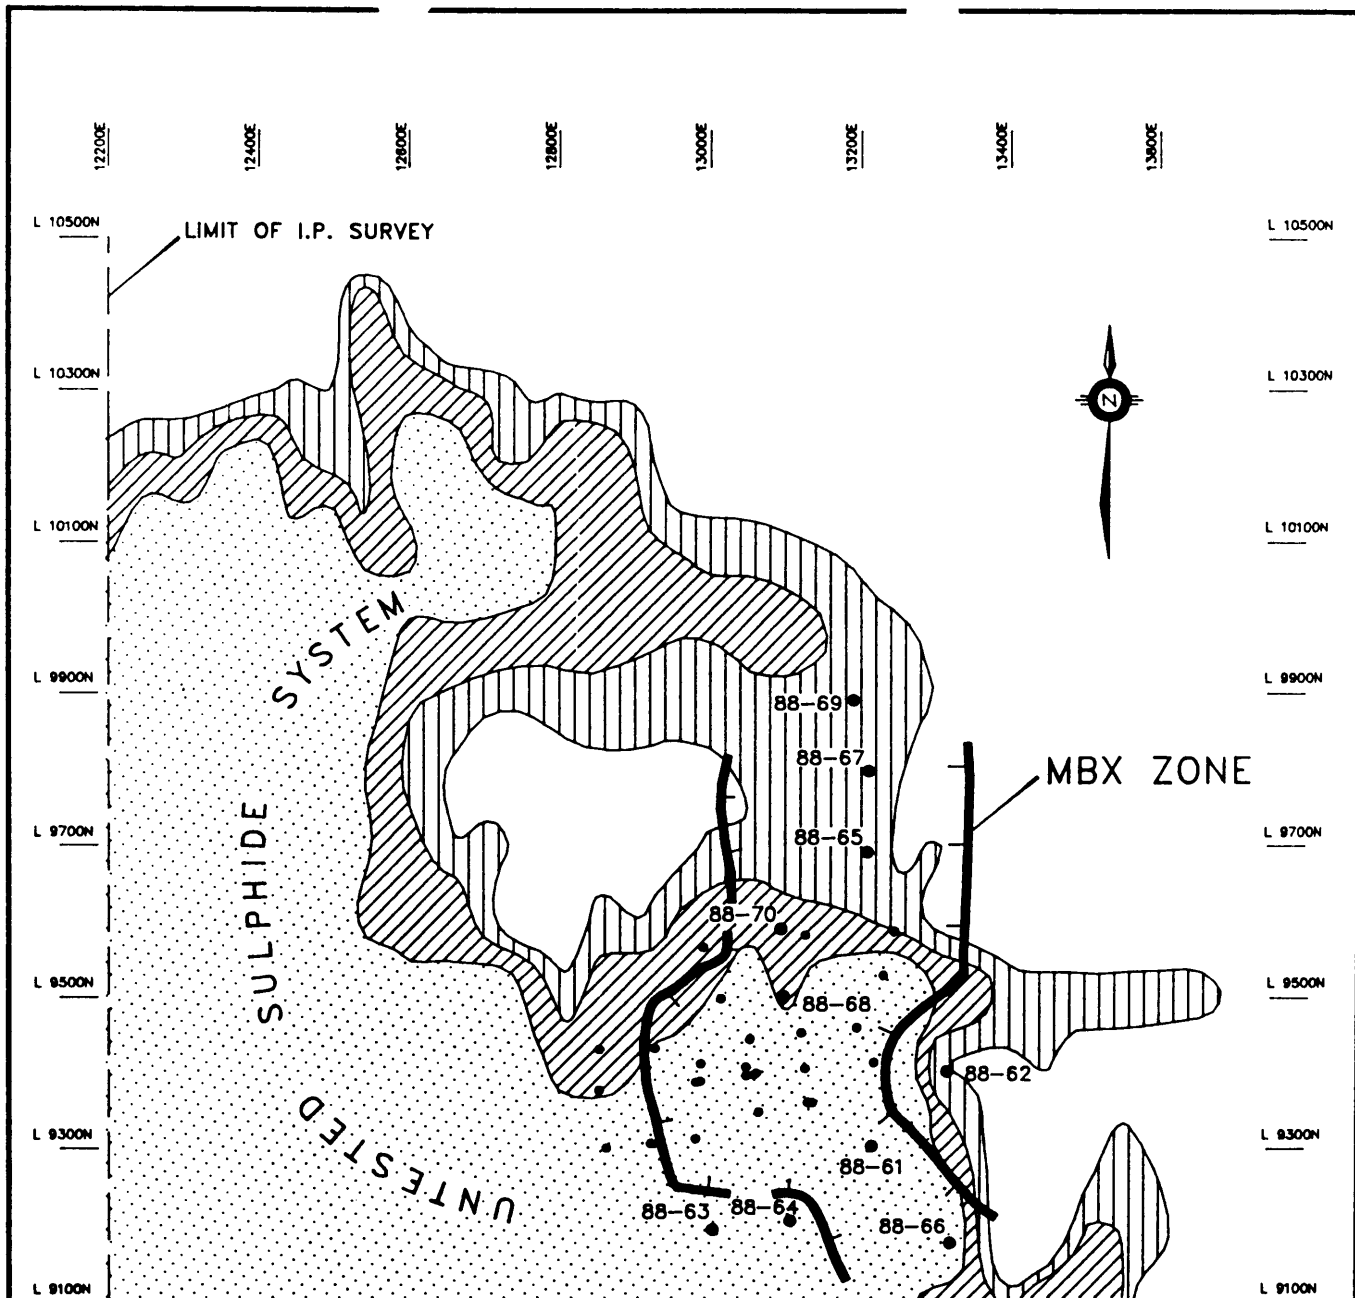 12200E 12400E 12600E 12800E 13000E 13200E 13400E 13800E
L 10500N L 10500N
LIMIT OF I.P. SURVEY
L 10300N L 10300N
N
L 10100N L 10100N
SYSTEM
L 9900N L 9900N
88-69
88-67
MBX ZONE
L 9700N L 9700N
88-65
SULPHIDE
88-70
L 9500N L 9500N
88-68
88-62
UNTESTED
L 9300N L 9300N
88-61
88-63 88-64
88-66
L 9100N L 9100N